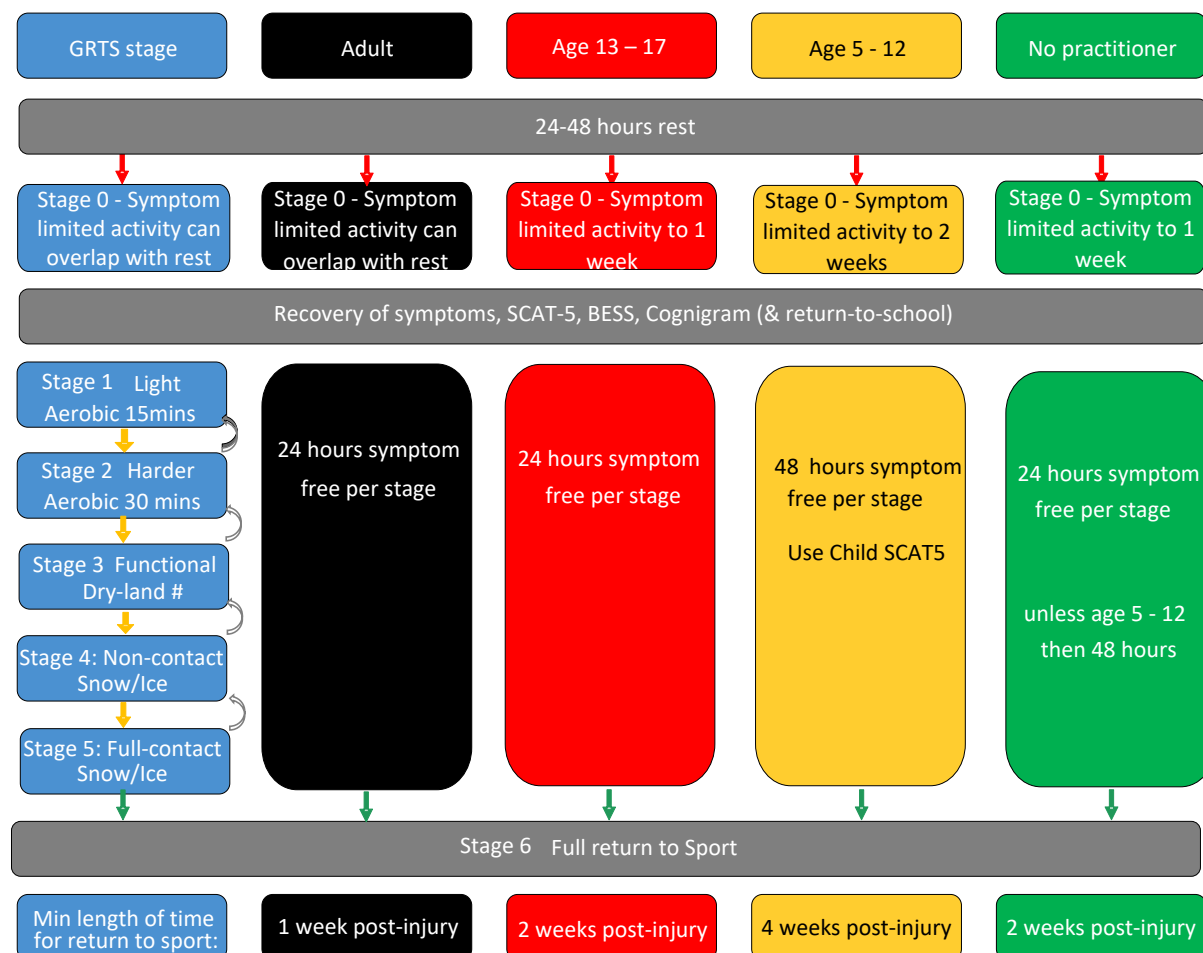 GRTS stage
Adult
Age 13 – 17
Age 5 - 12
No practitioner
24-48 hours rest
Stage 0 - Symptom
limited activity can
overlap with rest
Stage 0 - Symptom
limited activity can
overlap with rest
Stage 0 - Symptom
limited activity to 1
week
Stage 0 - Symptom
limited activity to 2
weeks
Stage 0 - Symptom
limited activity to 1
week
Recovery of symptoms, SCAT-5, BESS, Cognigram (& return-to-school)
Stage 1 Light
Aerobic 15mins
Stage 2 Harder
Aerobic 30 mins
Stage 3 Functional
Dry-land #
Stage 4: Non-contact
Snow/Ice
Stage 5: Full-contact
Snow/Ice
24 hours symptom
free per stage
24 hours symptom
free per stage
48 hours symptom
free per stage
Use Child SCAT5
24 hours symptom
free per stage
unless age 5 - 12
then 48 hours
Stage 6 Full return to Sport
Min length of time
for return to sport:
1 week post-injury
2 weeks post-injury
4 weeks post-injury
2 weeks post-injury